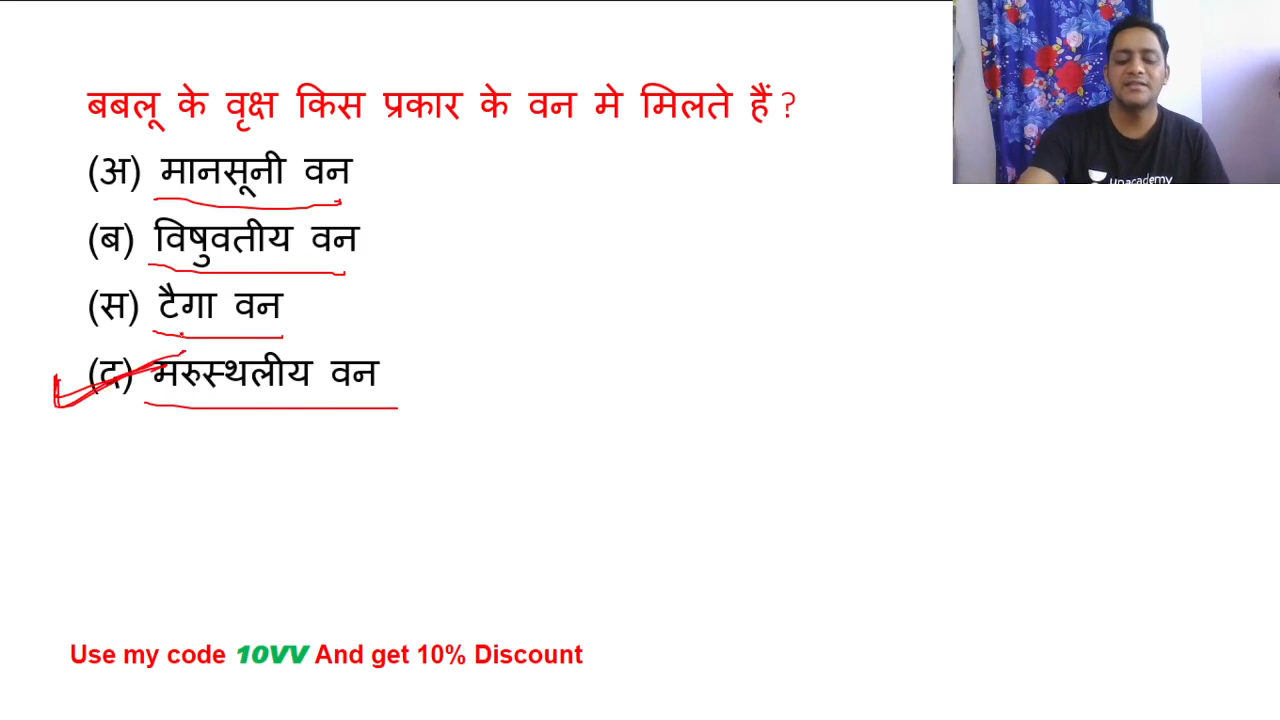 बबलू के वृक्ष किस प्रकार के वन मे मिलते हैं ?
(अ) मानसूनी वन
(ब) विषुवतीय वन
(स) टैगा वन
(द) मरुस्थलीय वन
unacademy
Use my code 10VV And get 10% Discount